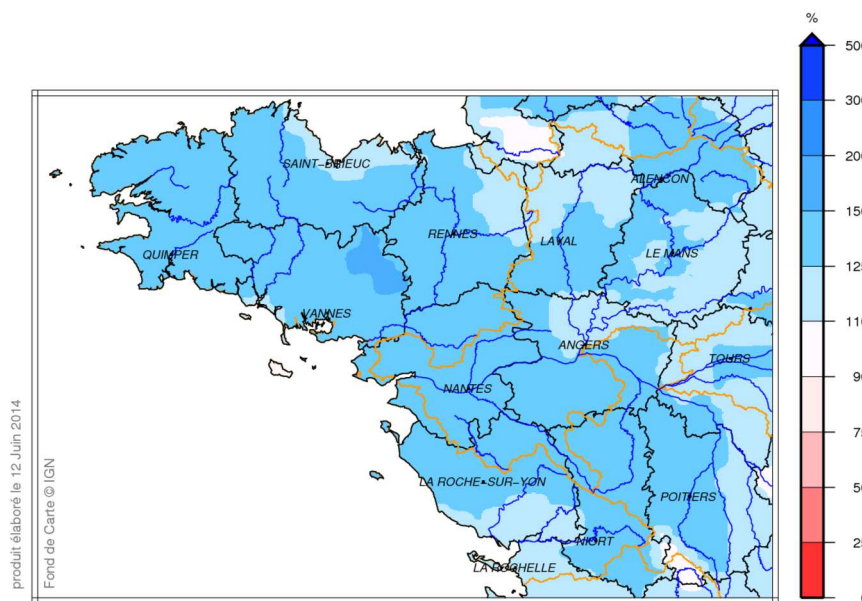 %
500
300
200
150
125
110
90
75
50
25
SAINT-BRIEUC
ALENCON
QUIMPER
RENNES
LAVAL
LE MANS
VANNES
ANGERS
TOURS
NANTES
LA ROCHE-SUR-YON
POITIERS
NIORT
LA ROCHELLE
produit élaboré le 12 Juin 2014
Fond de Carte © IGN